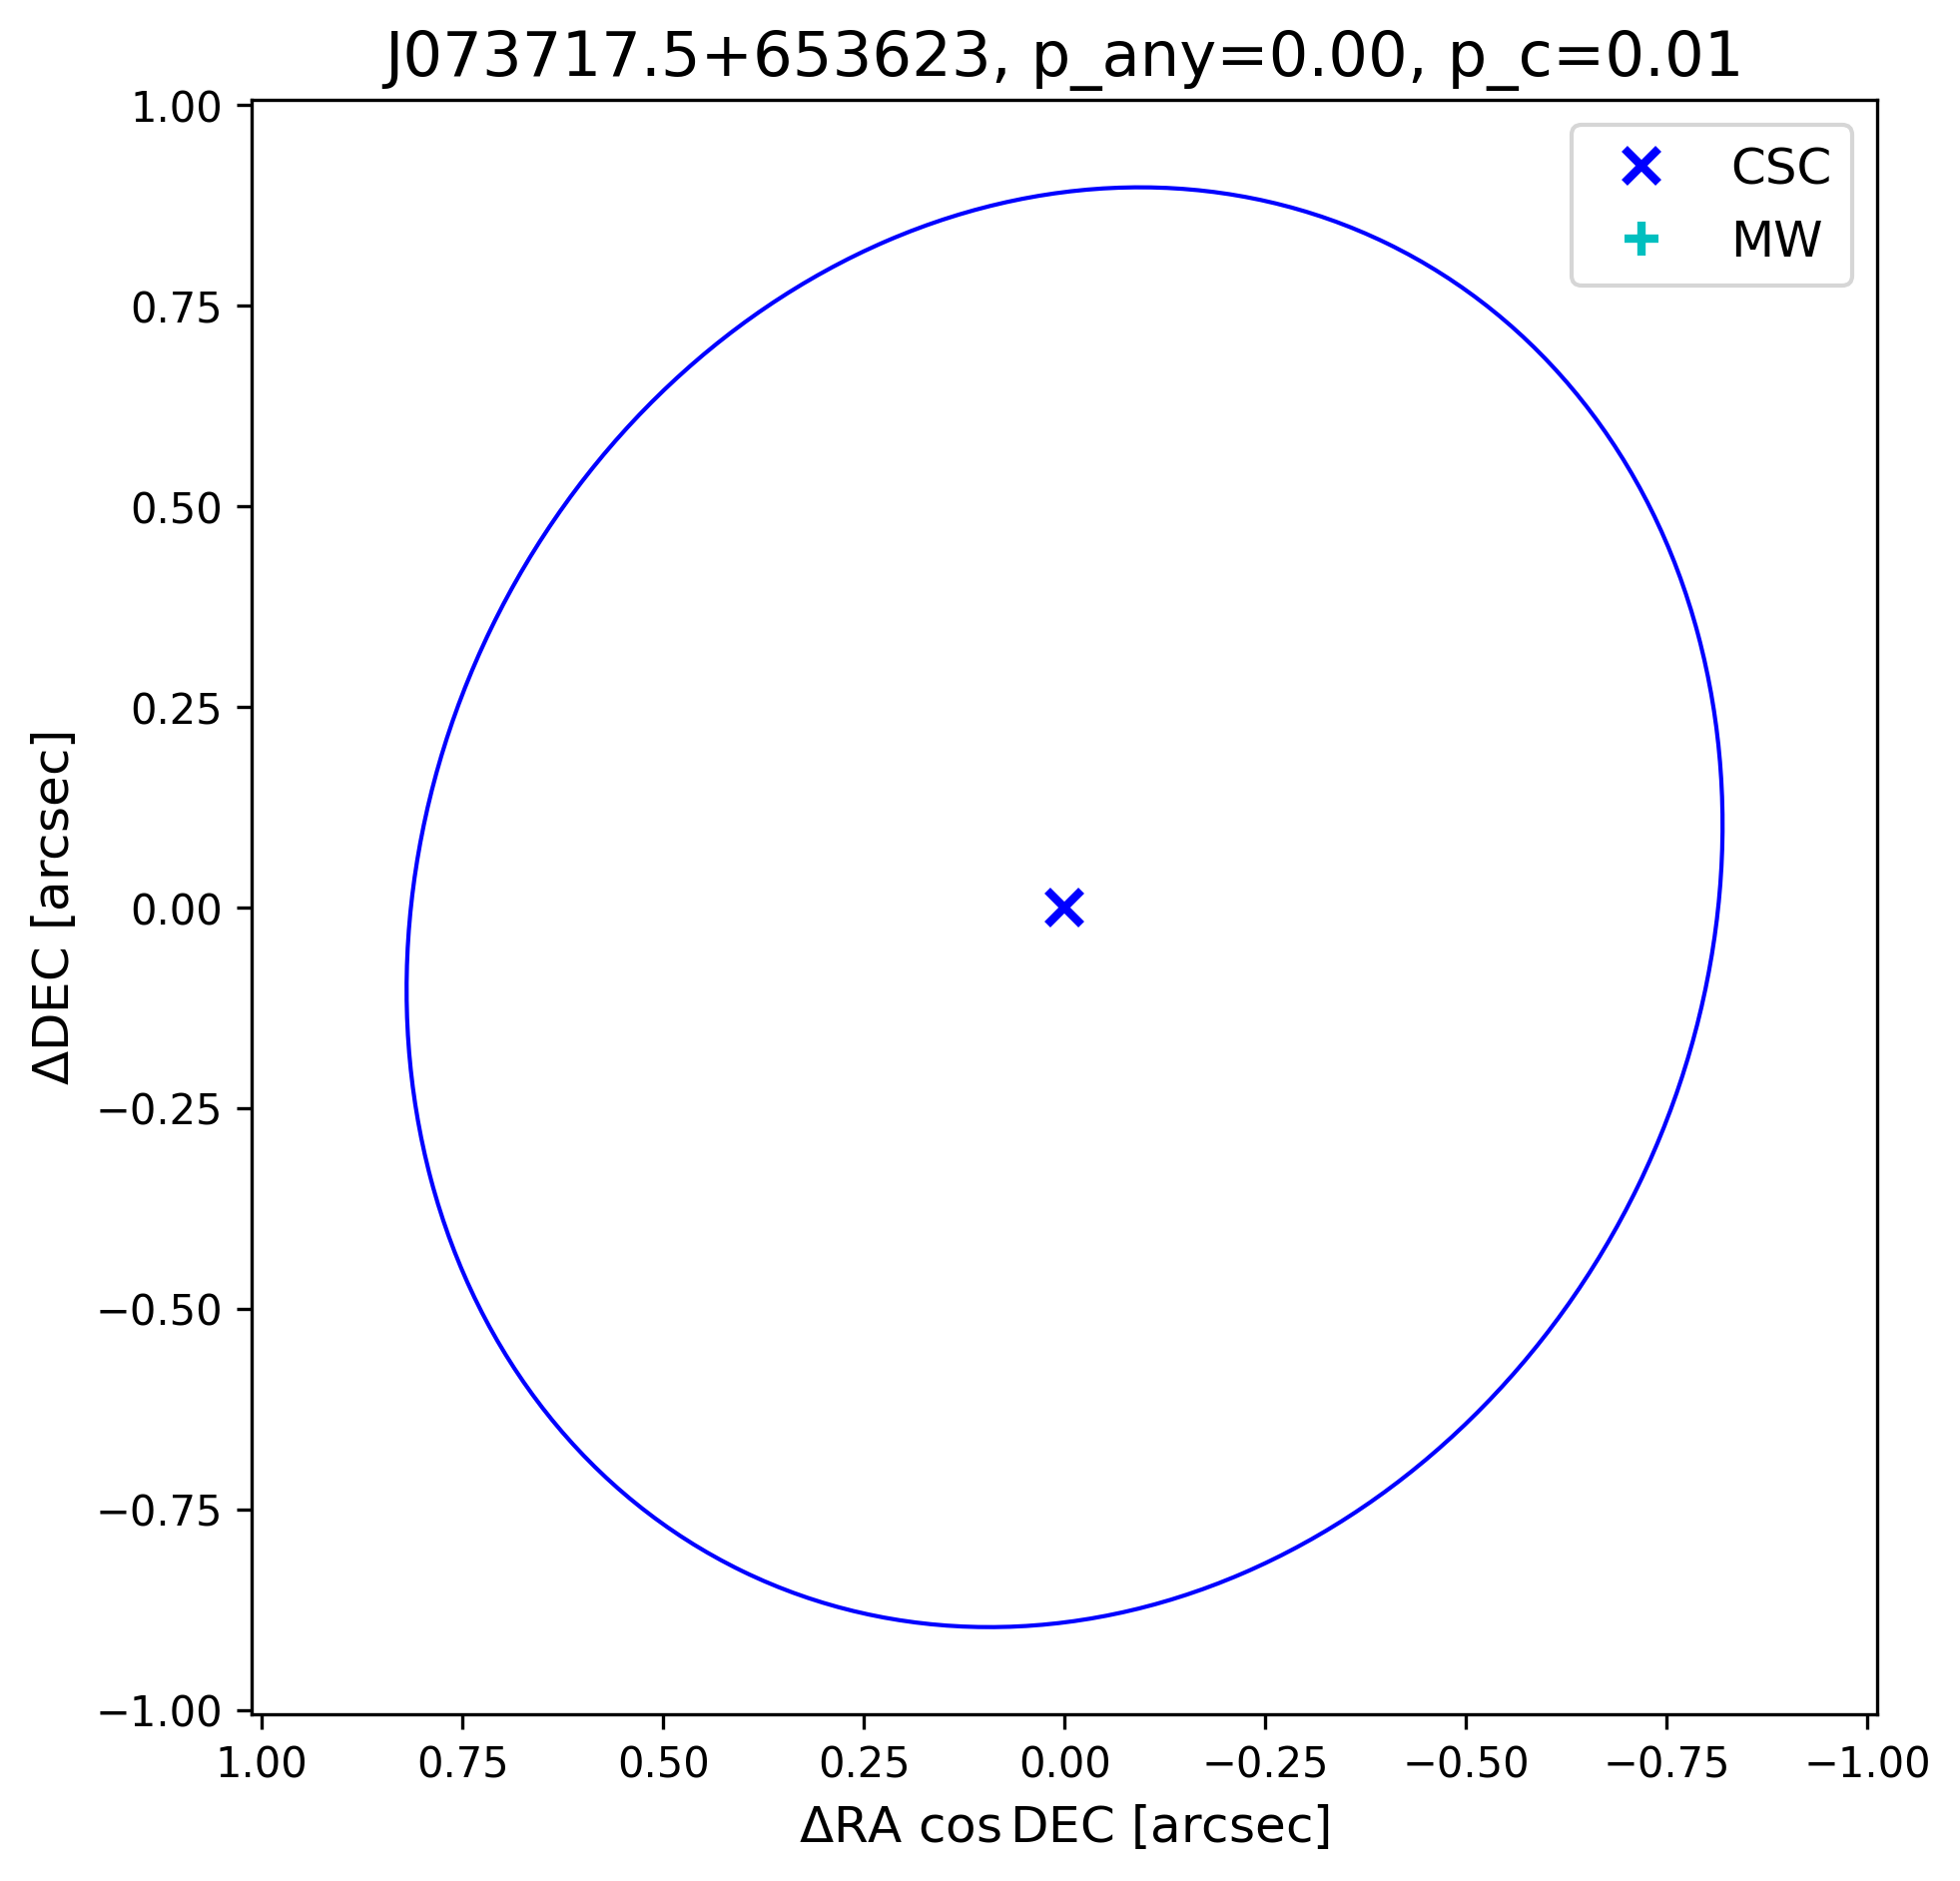 J073717.5+653623, p_any=0.00, p_c=0.01
CSC
MW
1.00
0.75
0.50
0.25
0.00
−0.25
−0.50
−0.75
−1.00
ΔDEC [arcsec]
1.00 0.75 0.50 0.25 0.00 −0.25 −0.50 −0.75 −1.00
ΔRA cos DEC [arcsec]